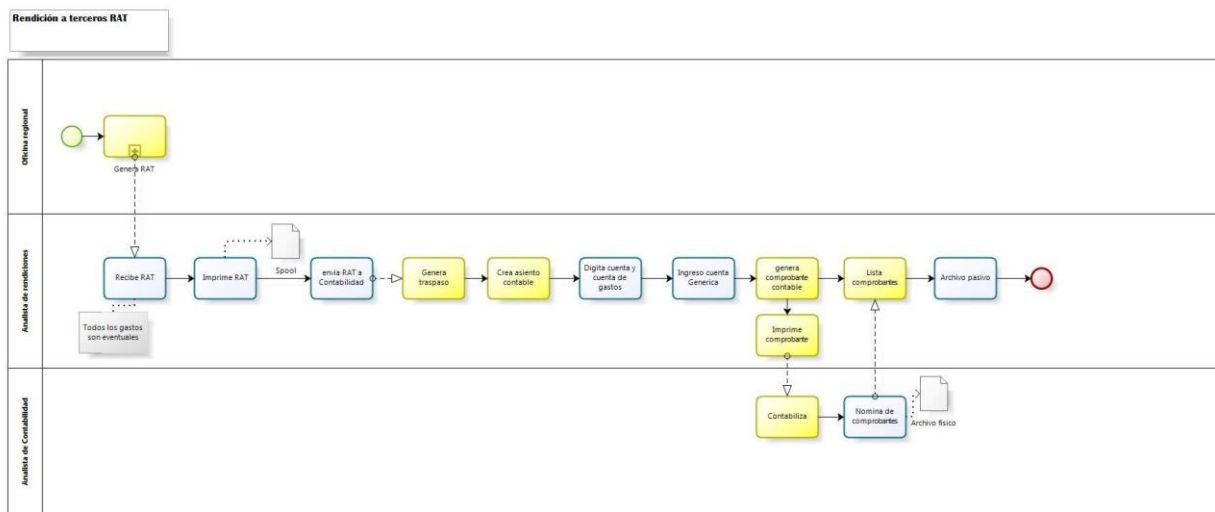 Rendición a terceros RAT
Oficina regional
Genera RAT
Analista de rendiciones
Recibe RAT
Imprime RAT
Spool
envia RAT a
Contabilidad
Genera
traspaso
Crea asiento
contable
Digita cuenta y
cuenta de
gastos
Ingreso cuenta
Generica
genera
comprobante
contable
Lista
comprobantes
Archivo pasivo
Todos los gastos
son eventuales
Imprime
comprobante
Analista de Contabilidad
Contabiliza
Nomina de
comprobantes
Archivo fisico